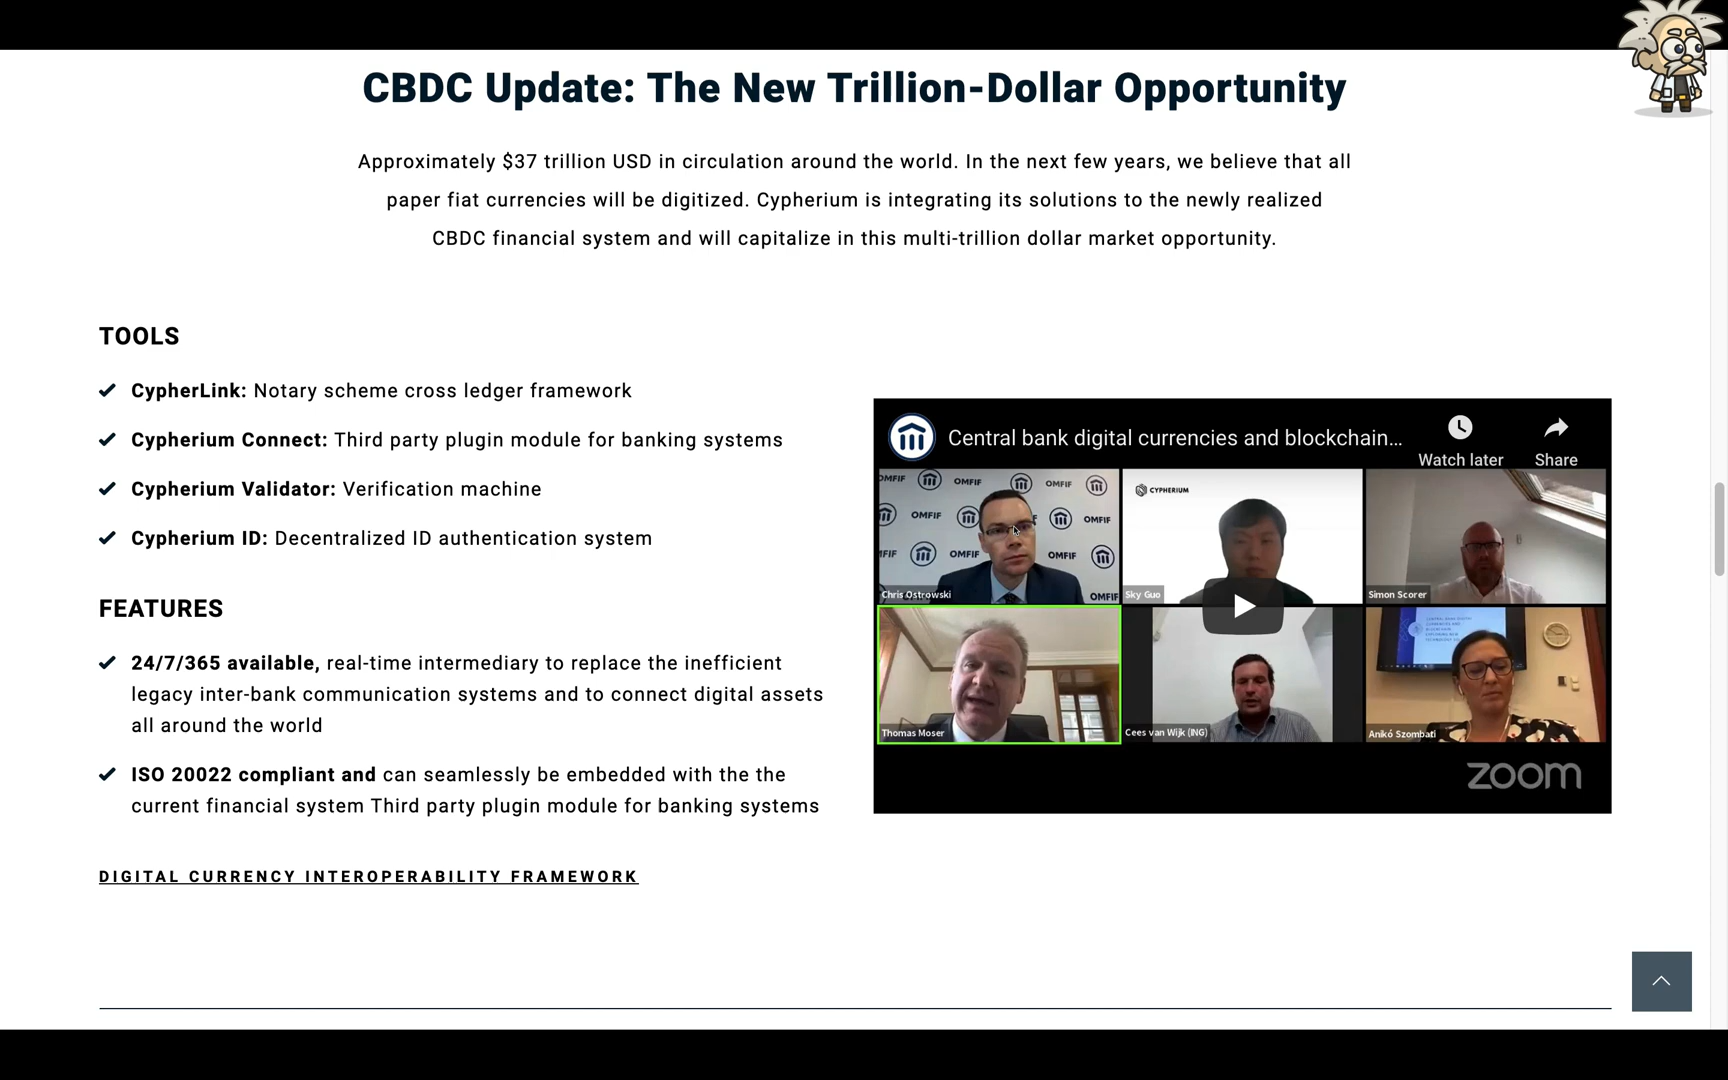 CBDC Update: The New Trillion-Dollar Opportunity
Approximately $37 trillion USD in circulation around the world. In the next few years, we believe that all
paper fiat currencies will be digitized. Cypherium is integrating its solutions to the newly realized
CBDC financial system and will capitalize in this multi-trillion dollar market opportunity.
TOOLS
CypherLink: Notary scheme cross ledger framework
Cypherium Connect: Third party plugin module for banking systems
Cypherium Validator: Verification machine
Cypherium ID: Decentralized ID authentication system
FEATURES
24/7/365 available, real-time intermediary to replace the inefficient
legacy inter-bank communication systems and to connect digital assets
all around the world
ISO 20022 compliant and can seamlessly be embedded with the the
current financial system Third party plugin module for banking systems
DIGITAL CURRENCY INTEROPERABILITY FRAMEWORK
Central bank digital currencies and blockchain...
Watch later
Share
OMFIF OMFIF OMFIF
OMFIF OMFIF
OMFIF OMFIF
OMFIF
CYPHERIUM
Chris Ostrowski
Sky Guo
Simon Scorer
Thomas Moser
Cees van Wijk (ING)
Anikó Szombati
zoom